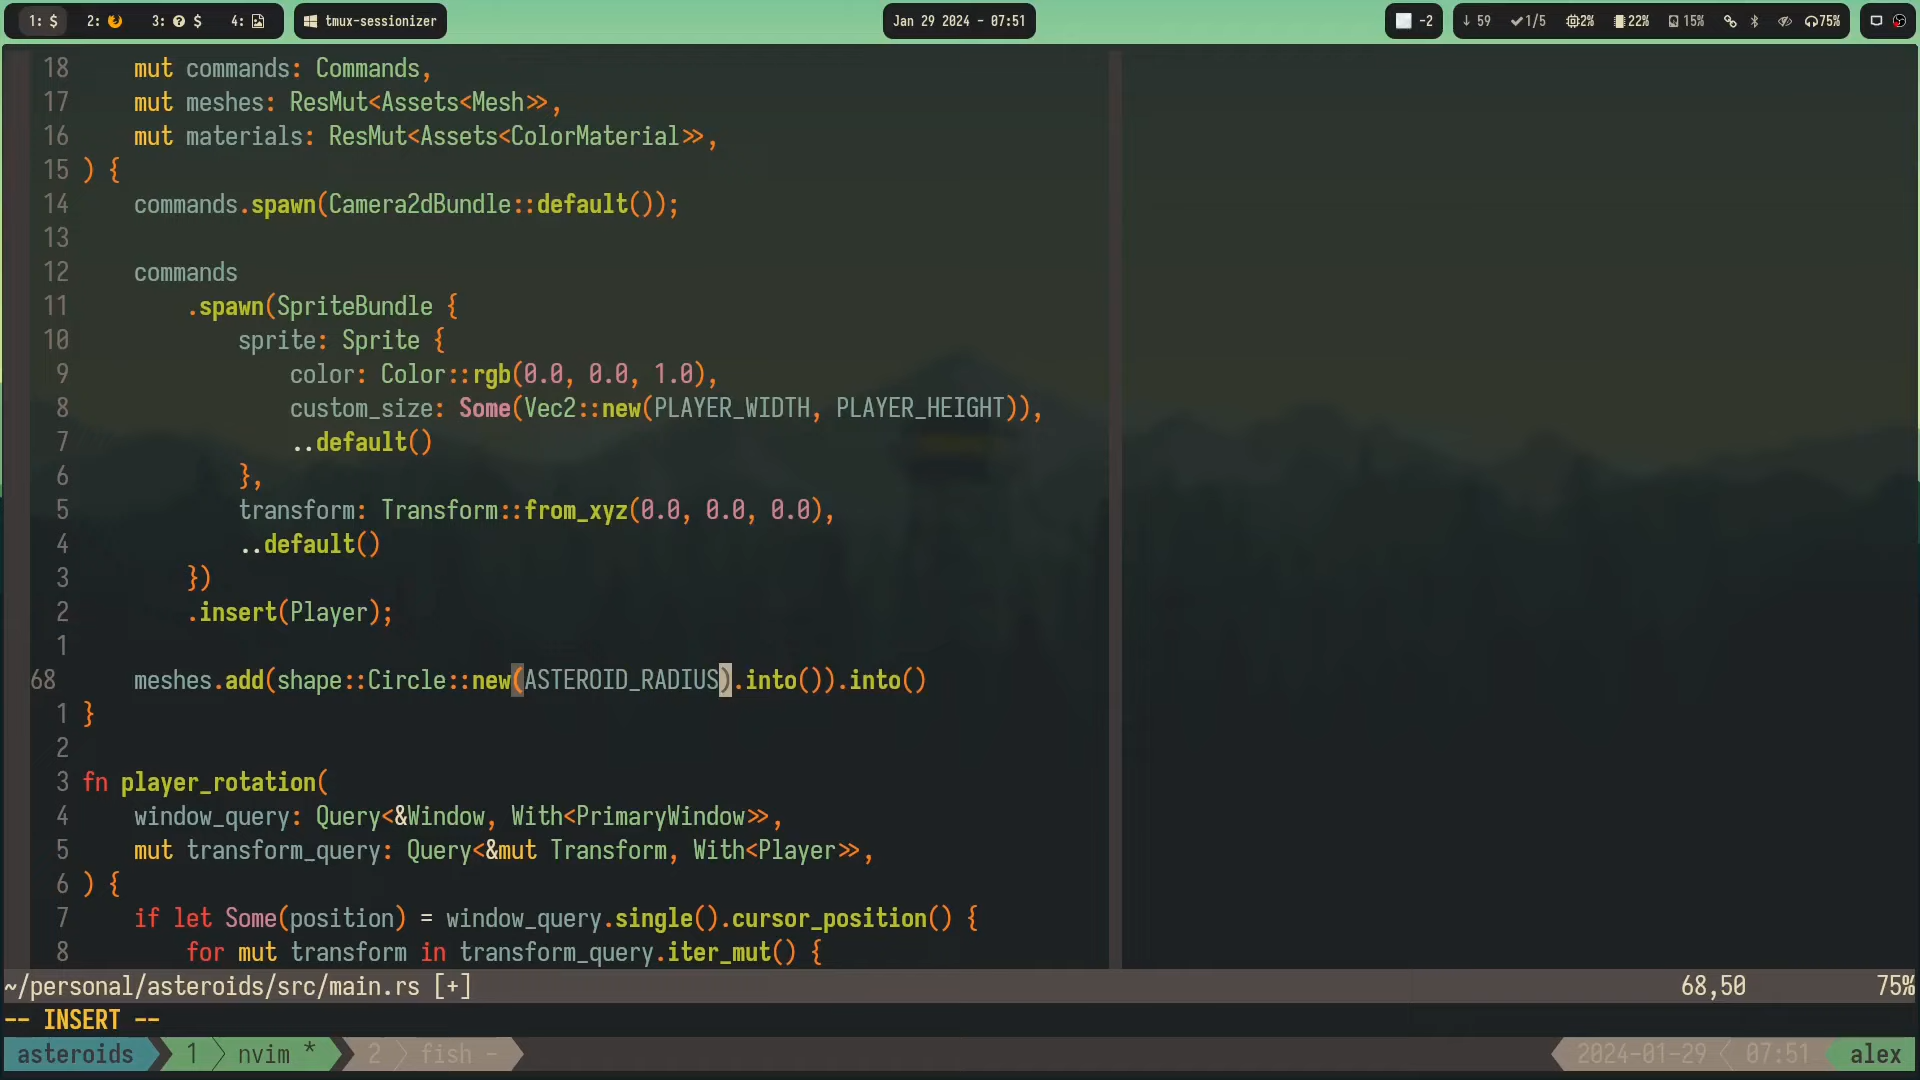 1: $ 2: 3: $ 4: tmux-sessionizer Jan 29 2024 - 07:51 -2 ↓ 59 ✓1/5 2% 22% 15% 75%
18 mut commands: Commands,
17 mut meshes: ResMut<Assets<Mesh>>,
16 mut materials: ResMut<Assets<ColorMaterial>>,
15 ) {
14 commands.spawn(Camera2dBundle::default());
13
12 commands
11 .spawn(SpriteBundle {
10 sprite: Sprite {
9 color: Color::rgb(0.0, 0.0, 1.0),
8 custom_size: Some(Vec2::new(PLAYER_WIDTH, PLAYER_HEIGHT)),
7 ..default()
6 },
5 transform: Transform::from_xyz(0.0, 0.0, 0.0),
4 ..default()
3 })
2 .insert(Player);
1
68 meshes.add(shape::Circle::new(ASTEROID_RADIUS).into()).into()
1 }
2
3 fn player_rotation(
4 window_query: Query<&Window, With<PrimaryWindow>>,
5 mut transform_query: Query<&mut Transform, With<Player>>,
6 ) {
7 if let Some(position) = window_query.single().cursor_position() {
8 for mut transform in transform_query.iter_mut() {
~/personal/asteroids/src/main.rs [+] 68,50 75%
-- INSERT --
asteroids 1 nvim * 2 fish - 2024-01-29 07:51 alex